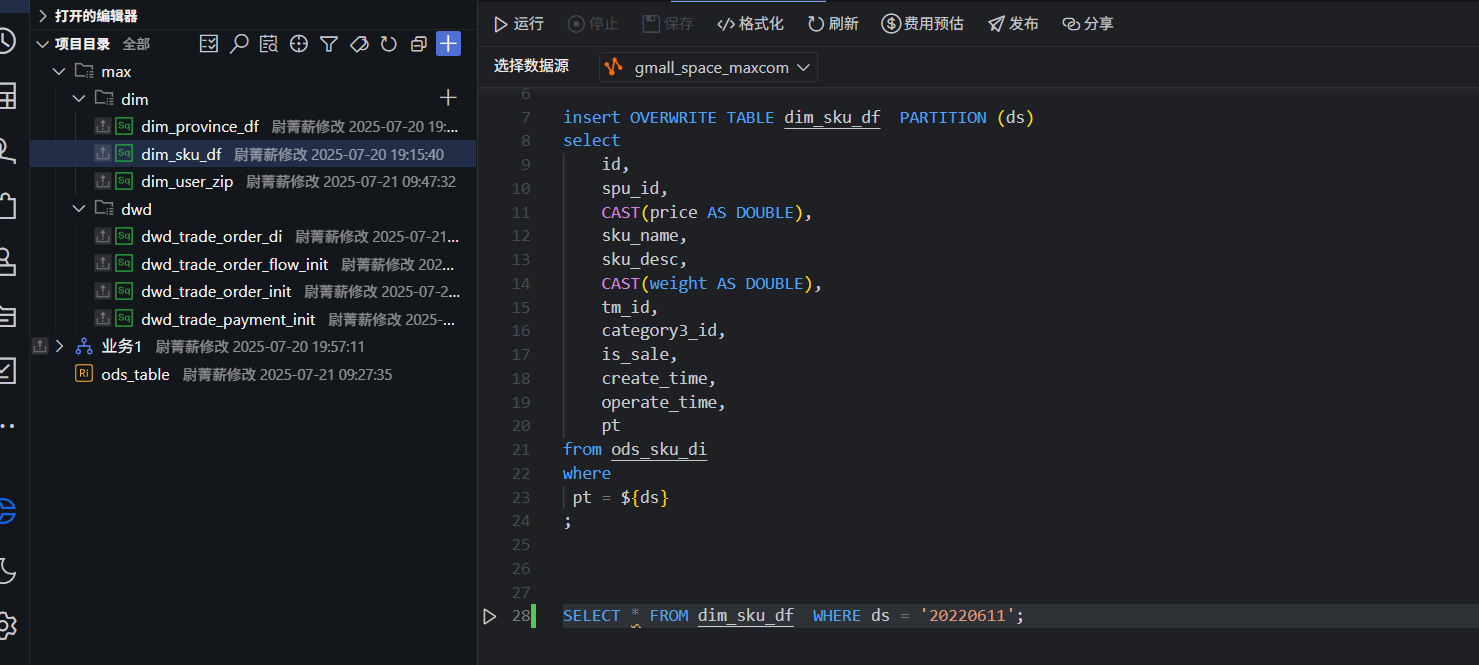 打开的编辑器
项目目录 全部
max
dim
dim_province_df 尉菁薪修改 2025-07-20 19:...
dim_sku_df 尉菁薪修改 2025-07-20 19:15:40
dim_user_zip 尉菁薪修改 2025-07-21 09:47:32
dwd
dwd_trade_order_di 尉菁薪修改 2025-07-21...
dwd_trade_order_flow_init 尉菁薪修改 202...
dwd_trade_order_init 尉菁薪修改 2025-07-2...
dwd_trade_payment_init 尉菁薪修改 2025-...
业务1 尉菁薪修改 2025-07-20 19:57:11
Ri ods_table 尉菁薪修改 2025-07-21 09:27:35
运行 停止 保存 格式化 刷新 费用预估 发布 分享
选择数据源 gmall_space_maxcom
6
7 insert OVERWRITE TABLE dim_sku_df PARTITION (ds)
8 select
9 id,
10 spu_id,
11 CAST(price AS DOUBLE),
12 sku_name,
13 sku_desc,
14 CAST(weight AS DOUBLE),
15 tm_id,
16 category3_id,
17 is_sale,
18 create_time,
19 operate_time,
20 pt
21 from ods_sku_di
22 where
23 pt = ${ds}
24 ;
25
26
27
28 SELECT * FROM dim_sku_df WHERE ds = '20220611';